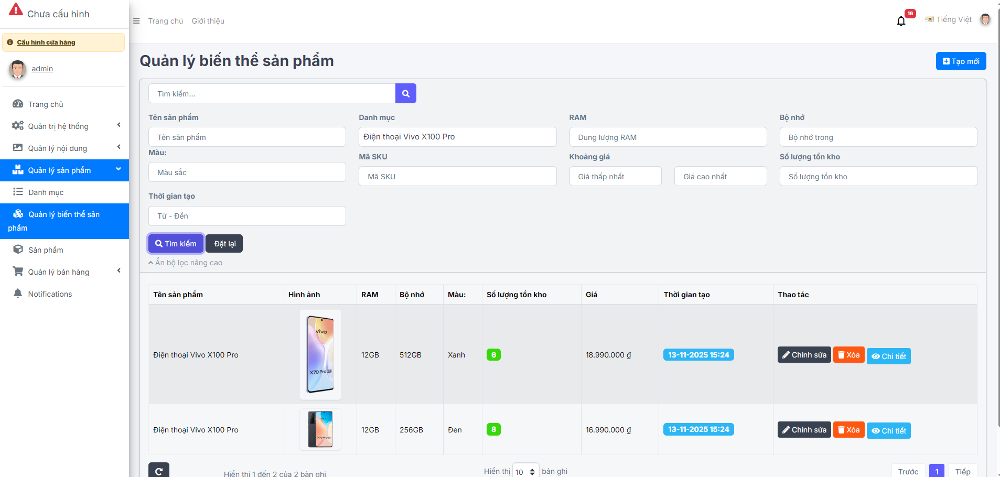 Chưa cấu hình
Cấu hình cửa hàng
admin
Trang chủ
Quản trị hệ thống
Quản lý nội dung
Quản lý sản phẩm
Danh mục
Quản lý biến thể sản
phẩm
Sản phẩm
Quản lý bán hàng
Notifications
Trang chủ Giới thiệu
16
Tiếng Việt
Quản lý biến thể sản phẩm
Tạo mới
Tìm kiếm...
Tên sản phẩm Danh mục RAM Bộ nhớ
Tên sản phẩm Điện thoại Vivo X100 Pro Dung lượng RAM Bộ nhớ trong
Màu: Mã SKU Khoảng giá Số lượng tồn kho
Màu sắc Mã SKU Giá thấp nhất Giá cao nhất Số lượng tồn kho
Thời gian tạo
Từ - Đến
Tìm kiếm Đặt lại
Ẩn bộ lọc nâng cao
Tên sản phẩm Hình ảnh RAM Bộ nhớ Màu: Số lượng tồn kho Giá Thời gian tạo Thao tác
vivo
X70 Pro
Điện thoại Vivo X100 Pro 12GB 512GB Xanh 6 18.990.000 ₫ 13-11-2025 15:24 Chỉnh sửa Xóa Chi tiết
vivo
X70 Pro
Điện thoại Vivo X100 Pro 12GB 256GB Đen 8 16.990.000 ₫ 13-11-2025 15:24 Chỉnh sửa Xóa Chi tiết
Hiển thị 1 đến 2 của 2 bản ghi Hiển thị 10 bản ghi Trước 1 Tiếp